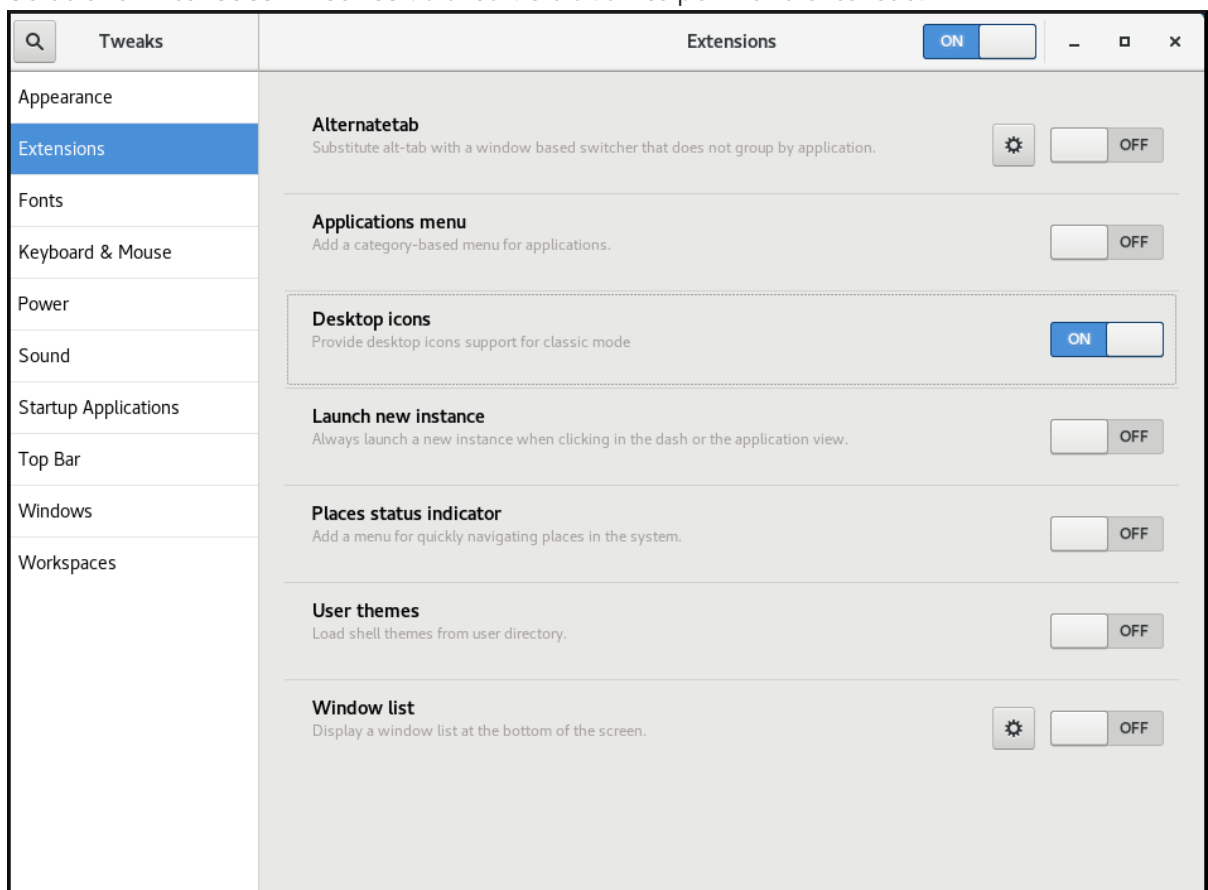 Tweaks
Extensions
ON
Appearance
Extensions
Fonts
Keyboard & Mouse
Power
Sound
Startup Applications
Top Bar
Windows
Workspaces
Alternatetab
Substitute alt-tab with a window based switcher that does not group by application.
OFF
Applications menu
Add a category-based menu for applications.
OFF
Desktop icons
Provide desktop icons support for classic mode
ON
Launch new instance
Always launch a new instance when clicking in the dash or the application view.
OFF
Places status indicator
Add a menu for quickly navigating places in the system.
OFF
User themes
Load shell themes from user directory.
OFF
Window list
Display a window list at the bottom of the screen.
OFF